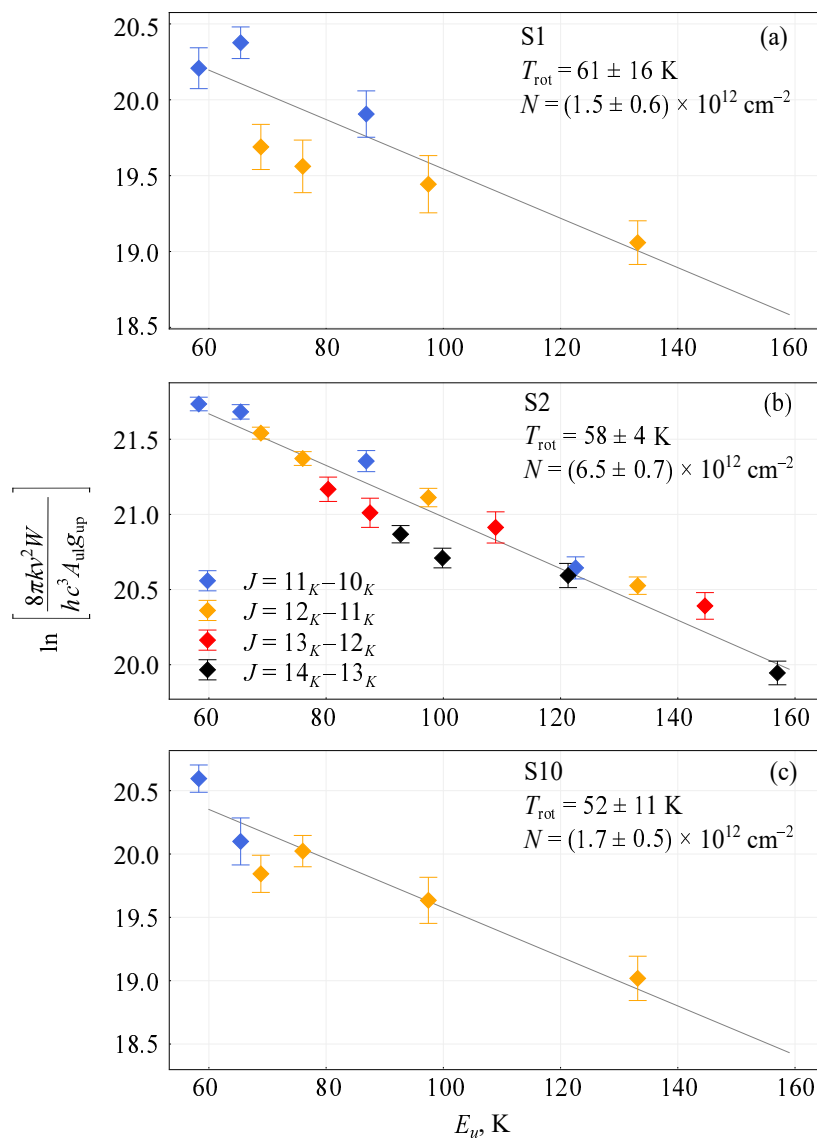 20.5
20.0
19.5
19.0
18.5
S1
(a)
T_rot = 61 ± 16 K
N = (1.5 ± 0.6) × 10^12 cm^–2
60 80 100 120 140 160
21.5
21.0
20.5
20.0
S2
(b)
T_rot = 58 ± 4 K
N = (6.5 ± 0.7) × 10^12 cm^–2
J = 11_K–10_K
J = 12_K–11_K
J = 13_K–12_K
J = 14_K–13_K
60 80 100 120 140 160
ln [ 8πkν^2W / hc^3A_ul g_up ]
20.5
20.0
19.5
19.0
18.5
S10
(c)
T_rot = 52 ± 11 K
N = (1.7 ± 0.5) × 10^12 cm^–2
60 80 100 120 140 160
E_u, K